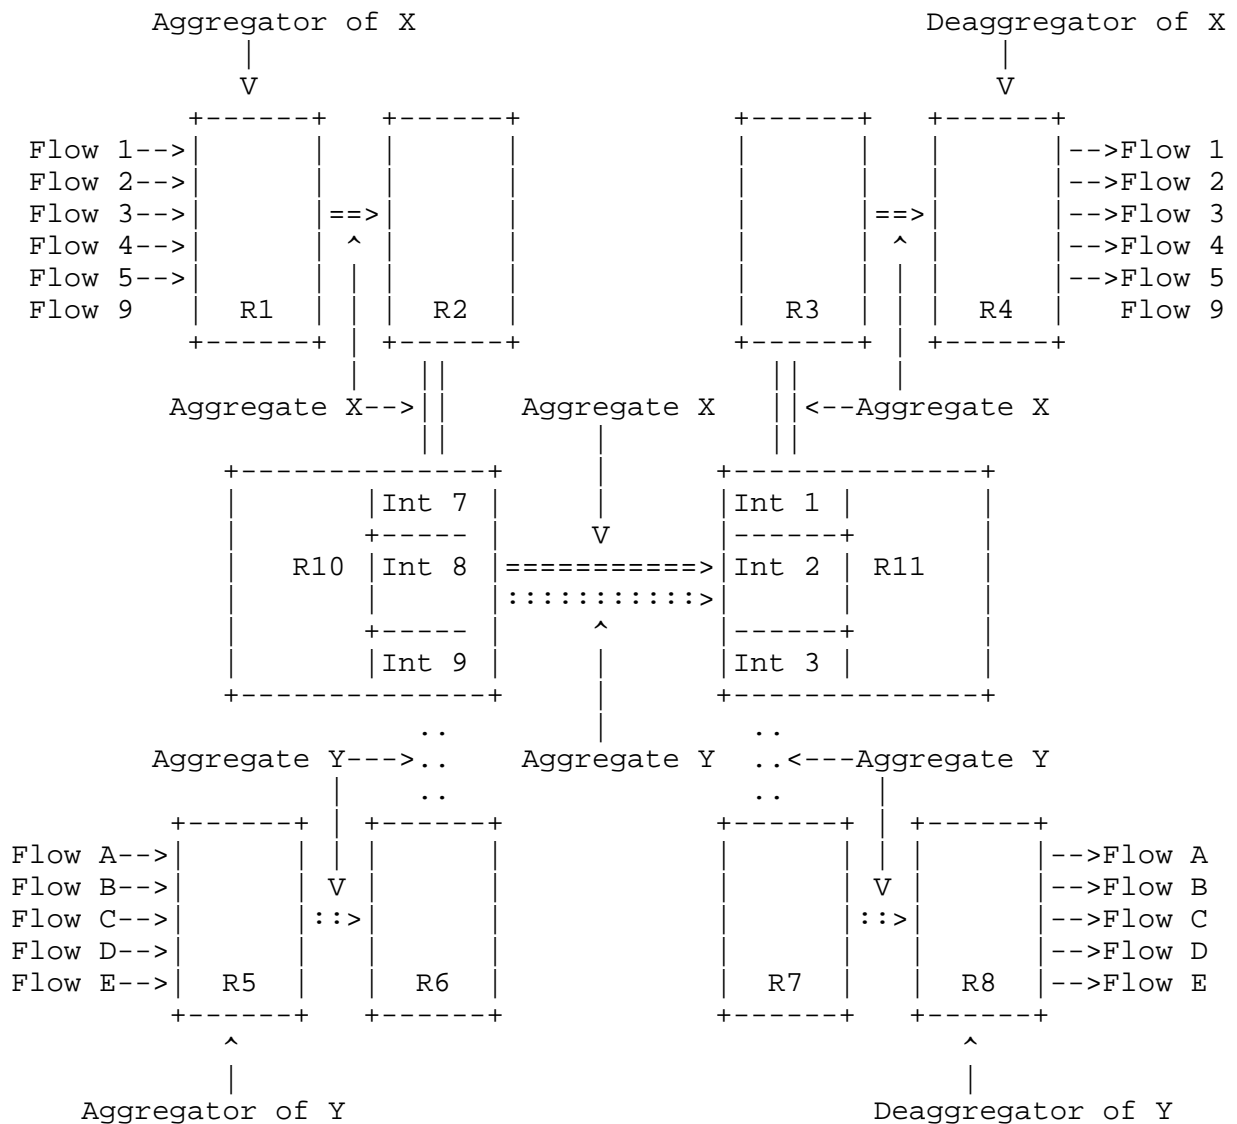 Aggregator of X                              Deaggregator of X
             |                                           |
             V                                           V
          +------+   +------+            +------+   +------+
Flow 1-->|      |   |      |            |      |   |      |-->Flow 1
Flow 2-->|      |   |      |            |      |   |      |-->Flow 2
Flow 3-->|      |==>|      |            |      |==>|      |-->Flow 3
Flow 4-->|      | ^ |      |            |      | ^ |      |-->Flow 4
Flow 5-->|      | | |      |            |      | | |      |-->Flow 5
Flow 9   |  R1  | | |  R2  |            |  R3  | | |  R4  |   Flow 9
          +------+ | +------+            +------+ | +------+
                   |   ||                  ||     |
        Aggregate X-->||   Aggregate X    ||<--Aggregate X
                       ||       |          ||
            +--------------+    |     +--------------+
            |       |Int 7 |    |     |Int 1 |       |
            |       +----- |    V     |------+       |
            |   R10 |Int 8 |===========>|Int 2 | R11   |
            |       |      |:::::::::::>|      |       |
            |       +----- |    ^     |------+       |
            |       |Int 9 |    |     |Int 3 |       |
            +--------------+    |     +--------------+
                       ..       |          ..
        Aggregate Y--->..   Aggregate Y   ..<---Aggregate Y
                  |    ..                 ..     |
         +------+ | +------+            +------+ | +------+
Flow A-->|      | | |      |            |      | | |      |-->Flow A
Flow B-->|      | V |      |            |      | V |      |-->Flow B
Flow C-->|      |::>|      |            |      |::>|      |-->Flow C
Flow D-->|      |   |      |            |      |   |      |-->Flow D
Flow E-->|  R5  |   |  R6  |            |  R7  |   |  R8  |-->Flow E
         +------+   +------+            +------+   +------+
            ^                                         ^
            |                                         |
    Aggregator of Y                              Deaggregator of Y